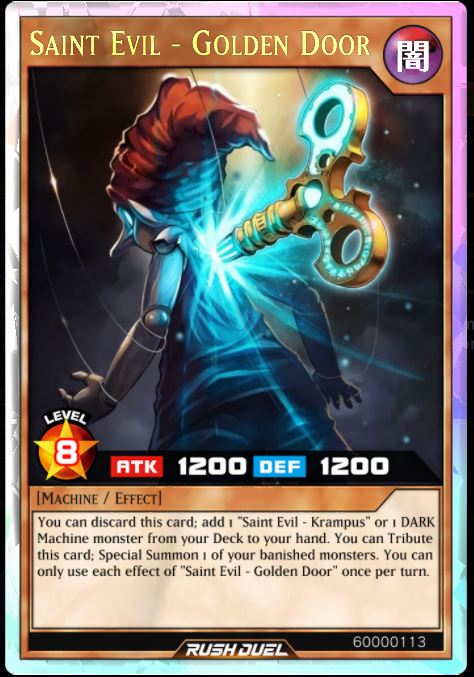 Saint Evil - Golden Door
闇
LEVEL
8
ATK 1200 DEF 1200
[Machine / Effect]
You can discard this card; add 1 "Saint Evil - Krampus" or 1 DARK
Machine monster from your Deck to your hand. You can Tribute
this card; Special Summon 1 of your banished monsters. You can
only use each effect of "Saint Evil - Golden Door" once per turn.
RUSH DUEL
60000113